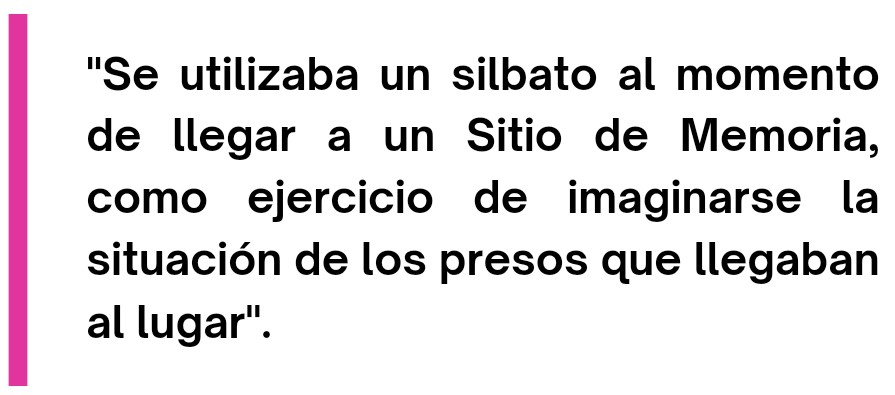 "Se utilizaba un silbato al momento
de llegar a un Sitio de Memoria,
como ejercicio de imaginarse la
situación de los presos que llegaban
al lugar".